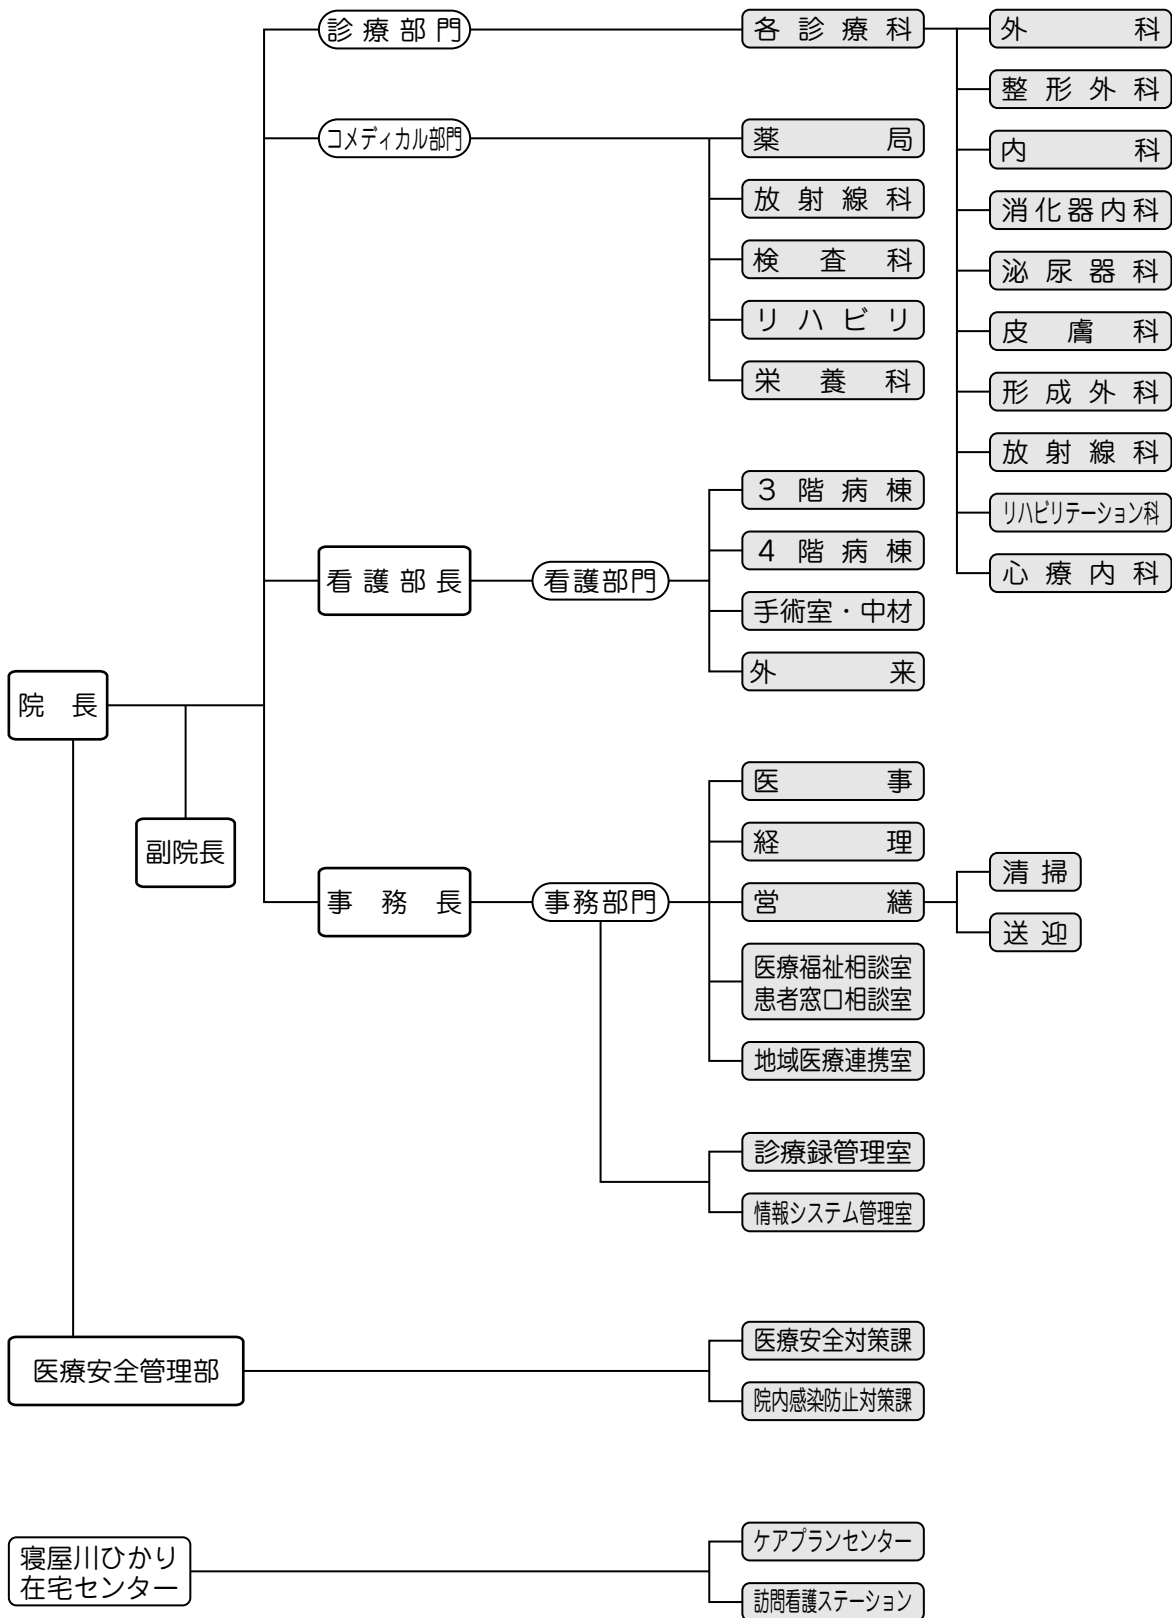 診療部門
各診療科
外科
整形外科
内科
消化器内科
泌尿器科
皮膚科
形成外科
放射線科
リハビリテーション科
心療内科
コメディカル部門
薬局
放射線科
検査科
リハビリ
栄養科
看護部長
看護部門
3階病棟
4階病棟
手術室・中材
外来
院長
副院長
事務長
事務部門
医事
経理
営繕
清掃
送迎
医療福祉相談室
患者窓口相談室
地域医療連携室
診療録管理室
情報システム管理室
医療安全管理部
医療安全対策課
院内感染防止対策課
寝屋川ひかり
在宅センター
ケアプランセンター
訪問看護ステーション